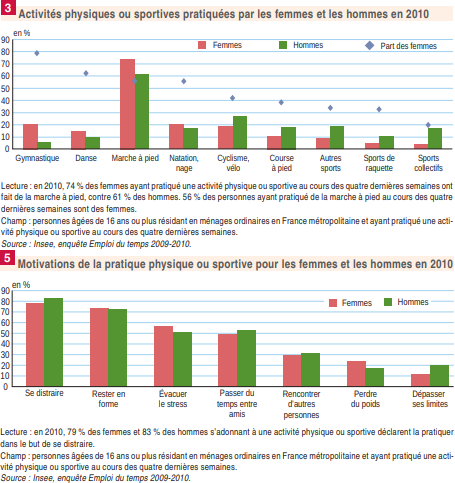 3 Activités physiques ou sportives pratiquées par les femmes et les hommes en 2010
en %
Femmes Hommes Part des femmes
90
80
70
60
50
40
30
20
10
0
Gymnastique Danse Marche à pied Natation, Cyclisme, Course Autres Sports de Sports
nage vélo à pied sports raquette collectifs
Lecture : en 2010, 74 % des femmes ayant pratiqué une activité physique ou sportive au cours des quatre dernières semaines ont
fait de la marche à pied, contre 61 % des hommes. 56 % des personnes ayant pratiqué de la marche à pied au cours des quatre
dernières semaines sont des femmes.
Champ : personnes âgées de 16 ans ou plus résidant en ménages ordinaires en France métropolitaine et ayant pratiqué une acti-
vité physique ou sportive au cours des quatre dernières semaines.
Source : Insee, enquête Emploi du temps 2009-2010.
5 Motivations de la pratique physique ou sportive pour les femmes et les hommes en 2010
en %
Femmes Hommes
90
80
70
60
50
40
30
20
10
0
Se distraire Rester en Évacuer Passer du Rencontrer Perdre Dépasser
forme le stress temps entre d'autres du poids ses limites
amis personnes
Lecture : en 2010, 79 % des femmes et 83 % des hommes s'adonnant à une activité physique ou sportive déclarent la pratiquer
dans le but de se distraire.
Champ : personnes âgées de 16 ans ou plus résidant en ménages ordinaires en France métropolitaine et ayant pratiqué une acti-
vité physique ou sportive au cours des quatre dernières semaines.
Source : Insee, enquête Emploi du temps 2009-2010.